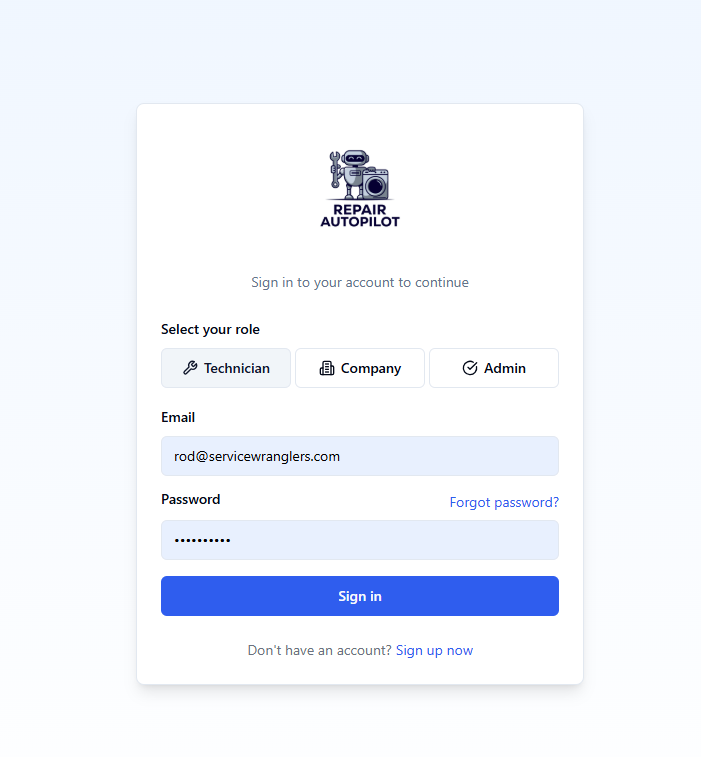 REPAIR
AUTOPILOT
Sign in to your account to continue
Select your role
Technician Company Admin
Email
rod@servicewranglers.com
Password Forgot password?
••••••••••
Sign in
Don't have an account? Sign up now